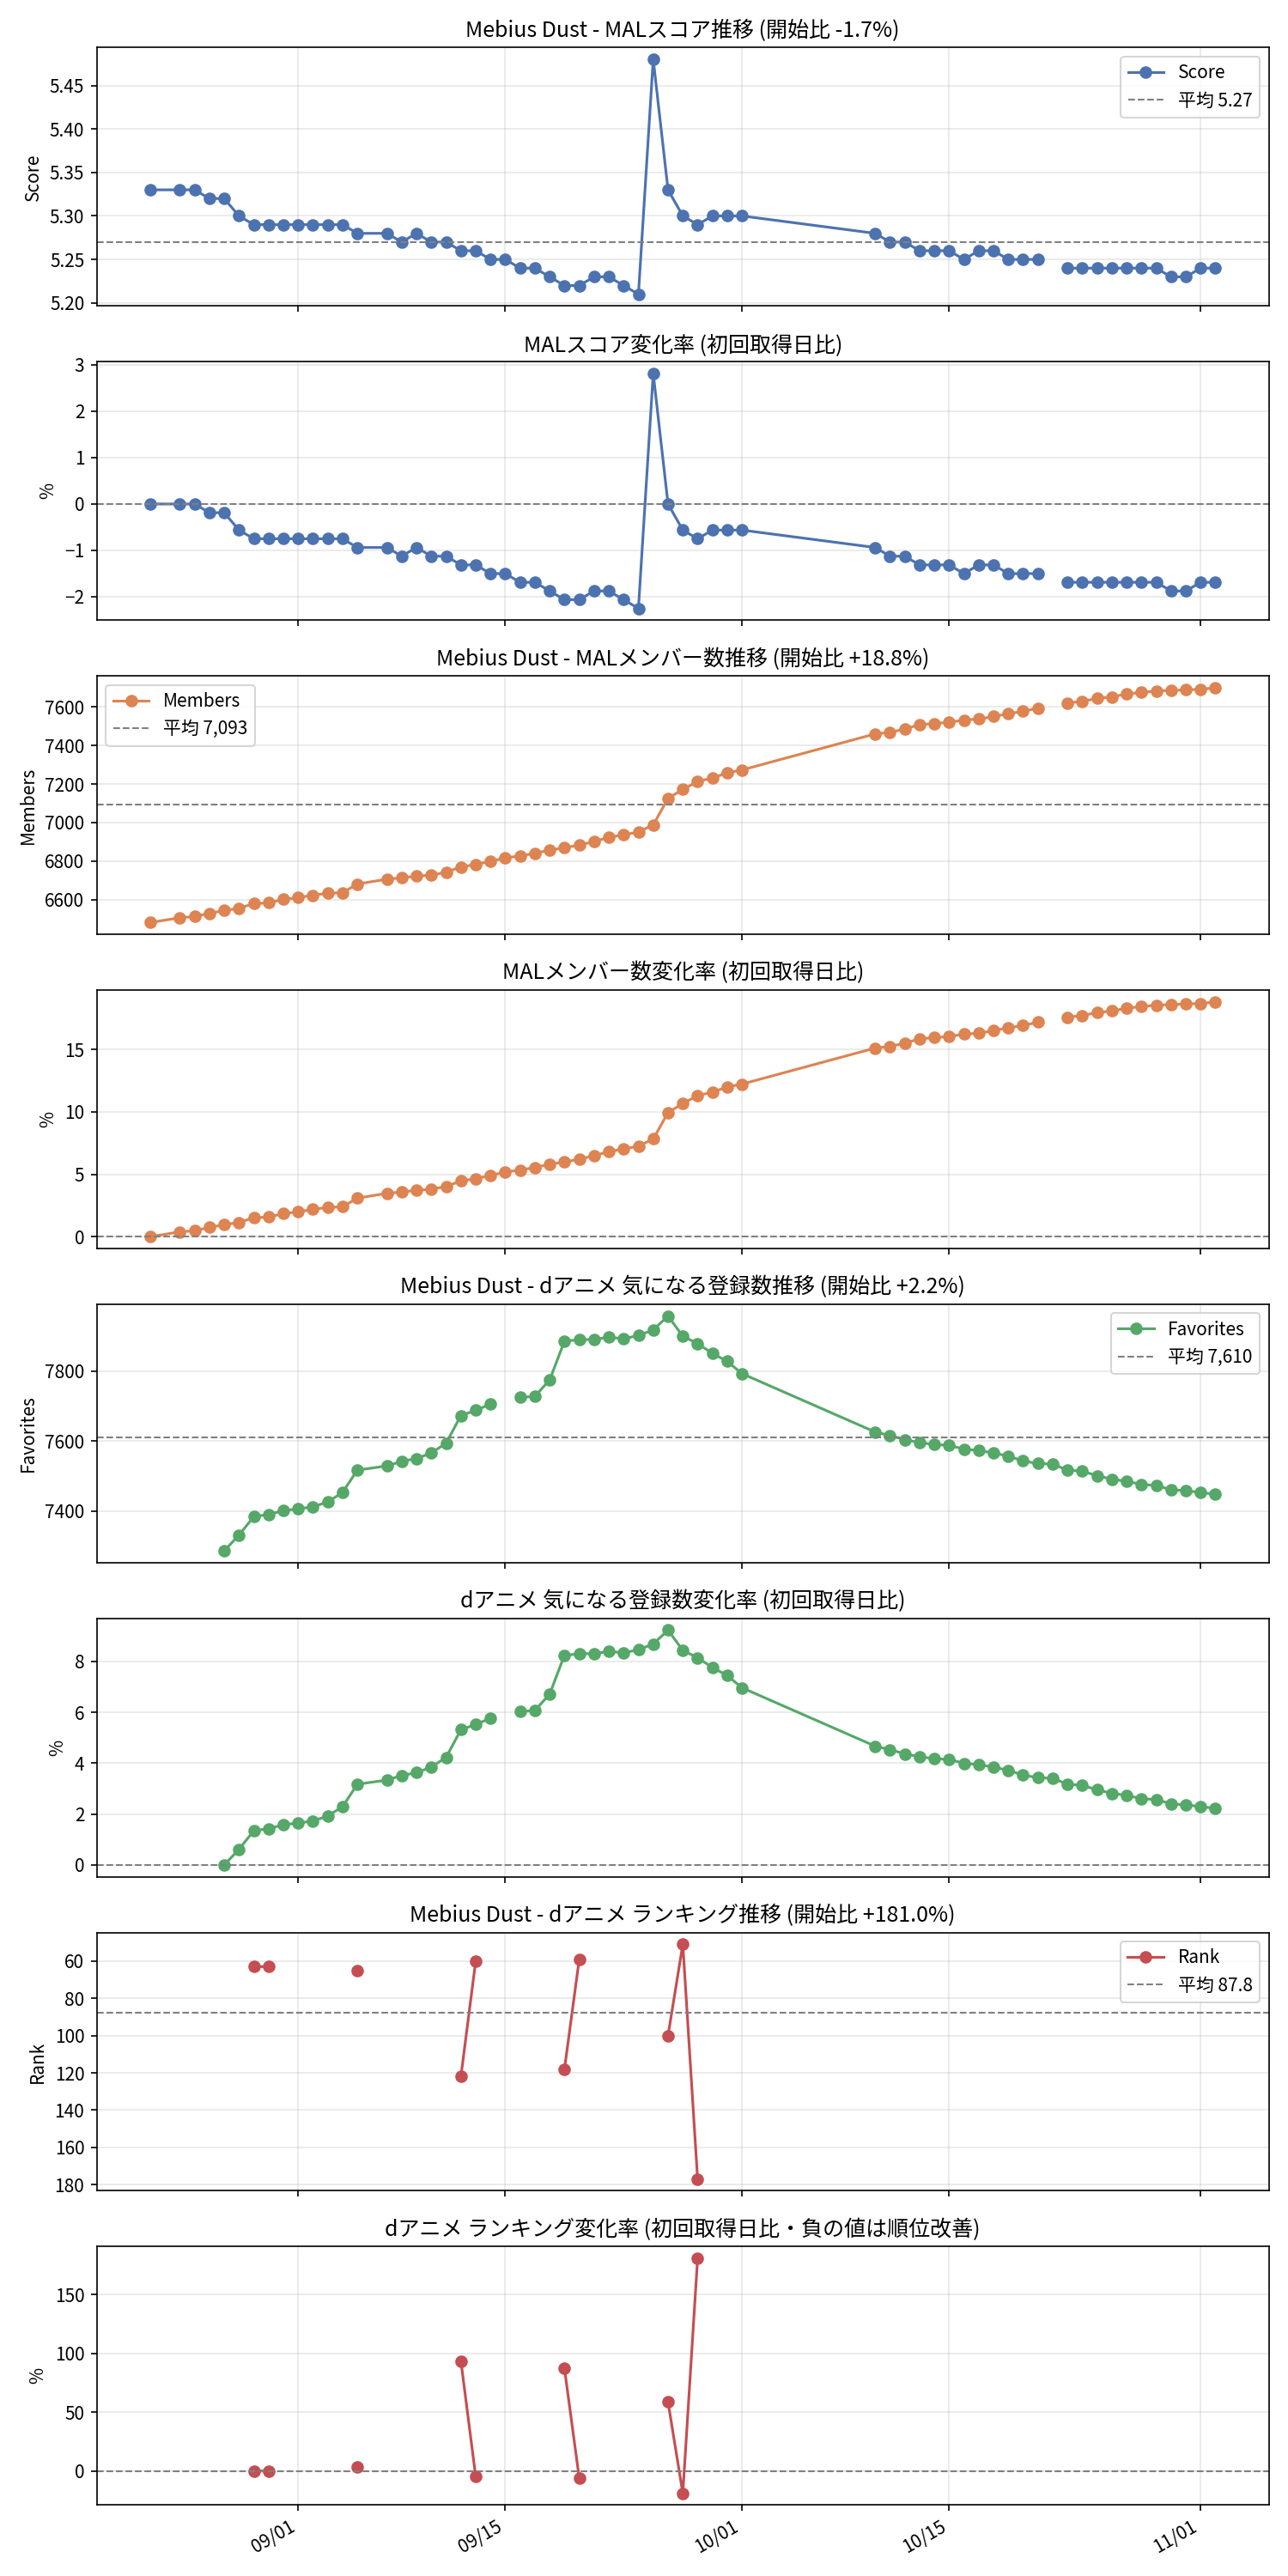 Mebius Dust - MALスコア推移 (開始比 -1.7%)
Score
5.45
5.40
5.35
5.30
5.25
5.20
Score
平均 5.27
MALスコア変化率 (初回取得日比)
%
3
2
1
0
−1
−2
Mebius Dust - MALメンバー数推移 (開始比 +18.8%)
Members
7600
7400
7200
7000
6800
6600
Members
平均 7,093
MALメンバー数変化率 (初回取得日比)
%
15
10
5
0
Mebius Dust - dアニメ 気になる登録数推移 (開始比 +2.2%)
Favorites
7800
7600
7400
Favorites
平均 7,610
dアニメ 気になる登録数変化率 (初回取得日比)
%
8
6
4
2
0
Mebius Dust - dアニメ ランキング推移 (開始比 +181.0%)
Rank
60
80
100
120
140
160
180
Rank
平均 87.8
dアニメ ランキング変化率 (初回取得日比・負の値は順位改善)
%
150
100
50
0
09/01
09/15
10/01
10/15
11/01